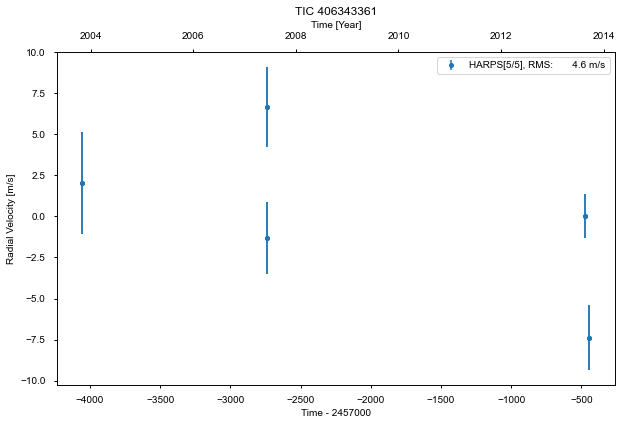 TIC 406343361
Time [Year]
2004 2006 2008 2010 2012 2014
HARPS[5/5], RMS: 4.6 m/s
10.0
7.5
5.0
2.5
0.0
−2.5
−5.0
−7.5
−10.0
Radial Velocity [m/s]
−4000 −3500 −3000 −2500 −2000 −1500 −1000 −500
Time - 2457000